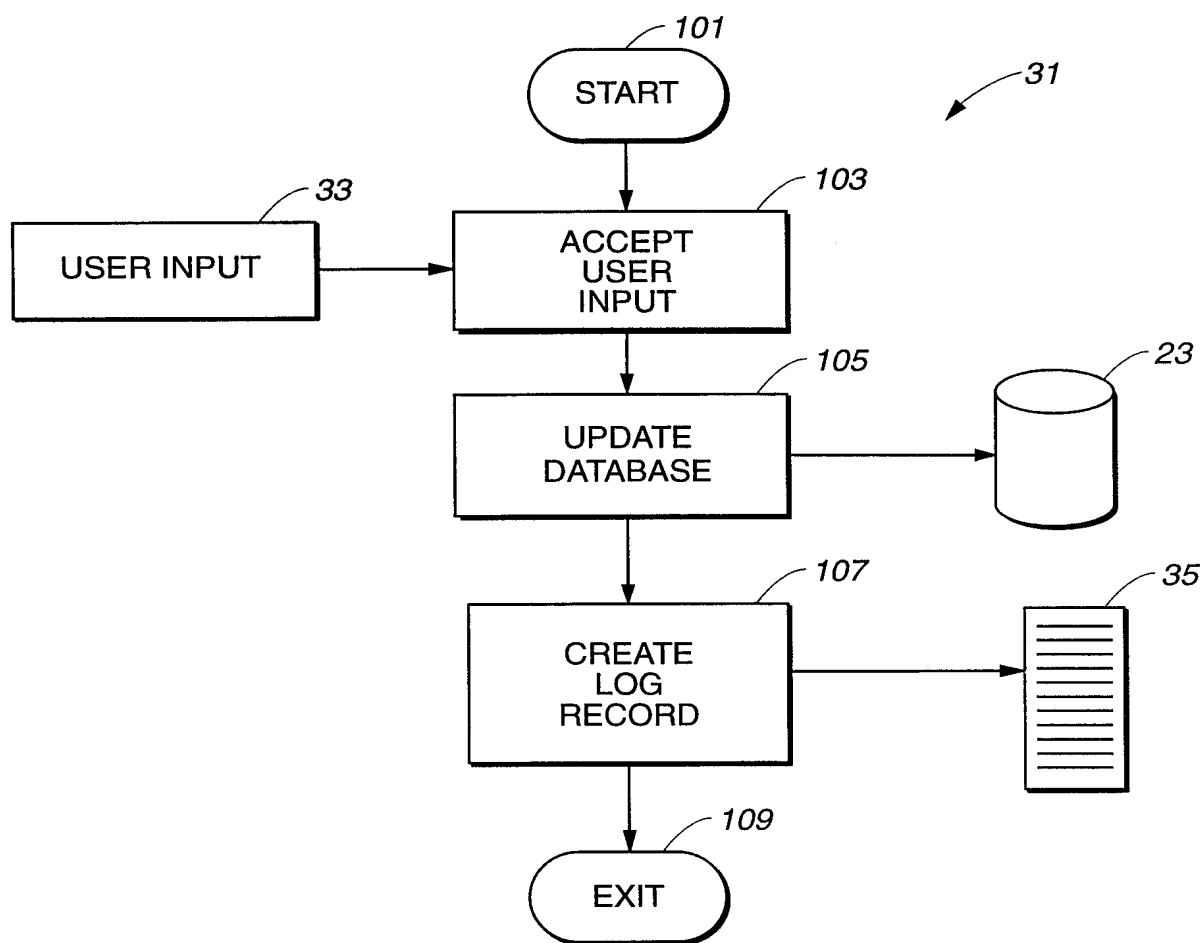 101
START
31
33
103
USER INPUT
ACCEPT
USER
INPUT
105
23
UPDATE
DATABASE
107
35
CREATE
LOG
RECORD
109
EXIT